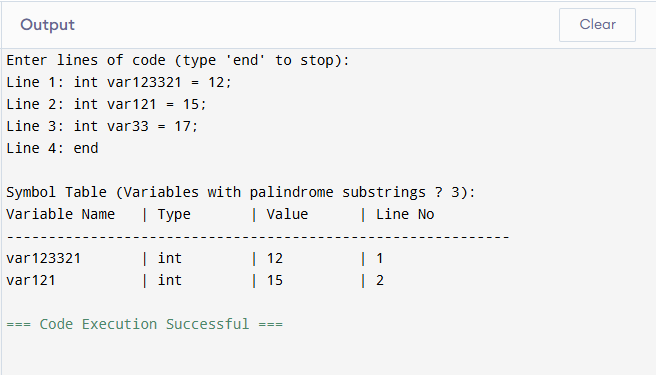 Output
Clear
Enter lines of code (type 'end' to stop):
Line 1: int var123321 = 12;
Line 2: int var121 = 15;
Line 3: int var33 = 17;
Line 4: end
Symbol Table (Variables with palindrome substrings ? 3):
Variable Name   | Type       | Value      | Line No
------------------------------------------------------------
var123321       | int        | 12         | 1
var121          | int        | 15         | 2
=== Code Execution Successful ===